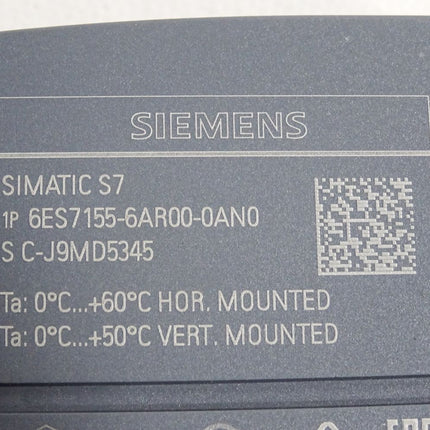 SIEMENS
SIMATIC S7
1P 6ES7155-6AR00-0AN0
S C-J9MD5345
Ta: 0°C...+60°C HOR. MOUNTED
Ta: 0°C...+50°C VERT. MOUNTED